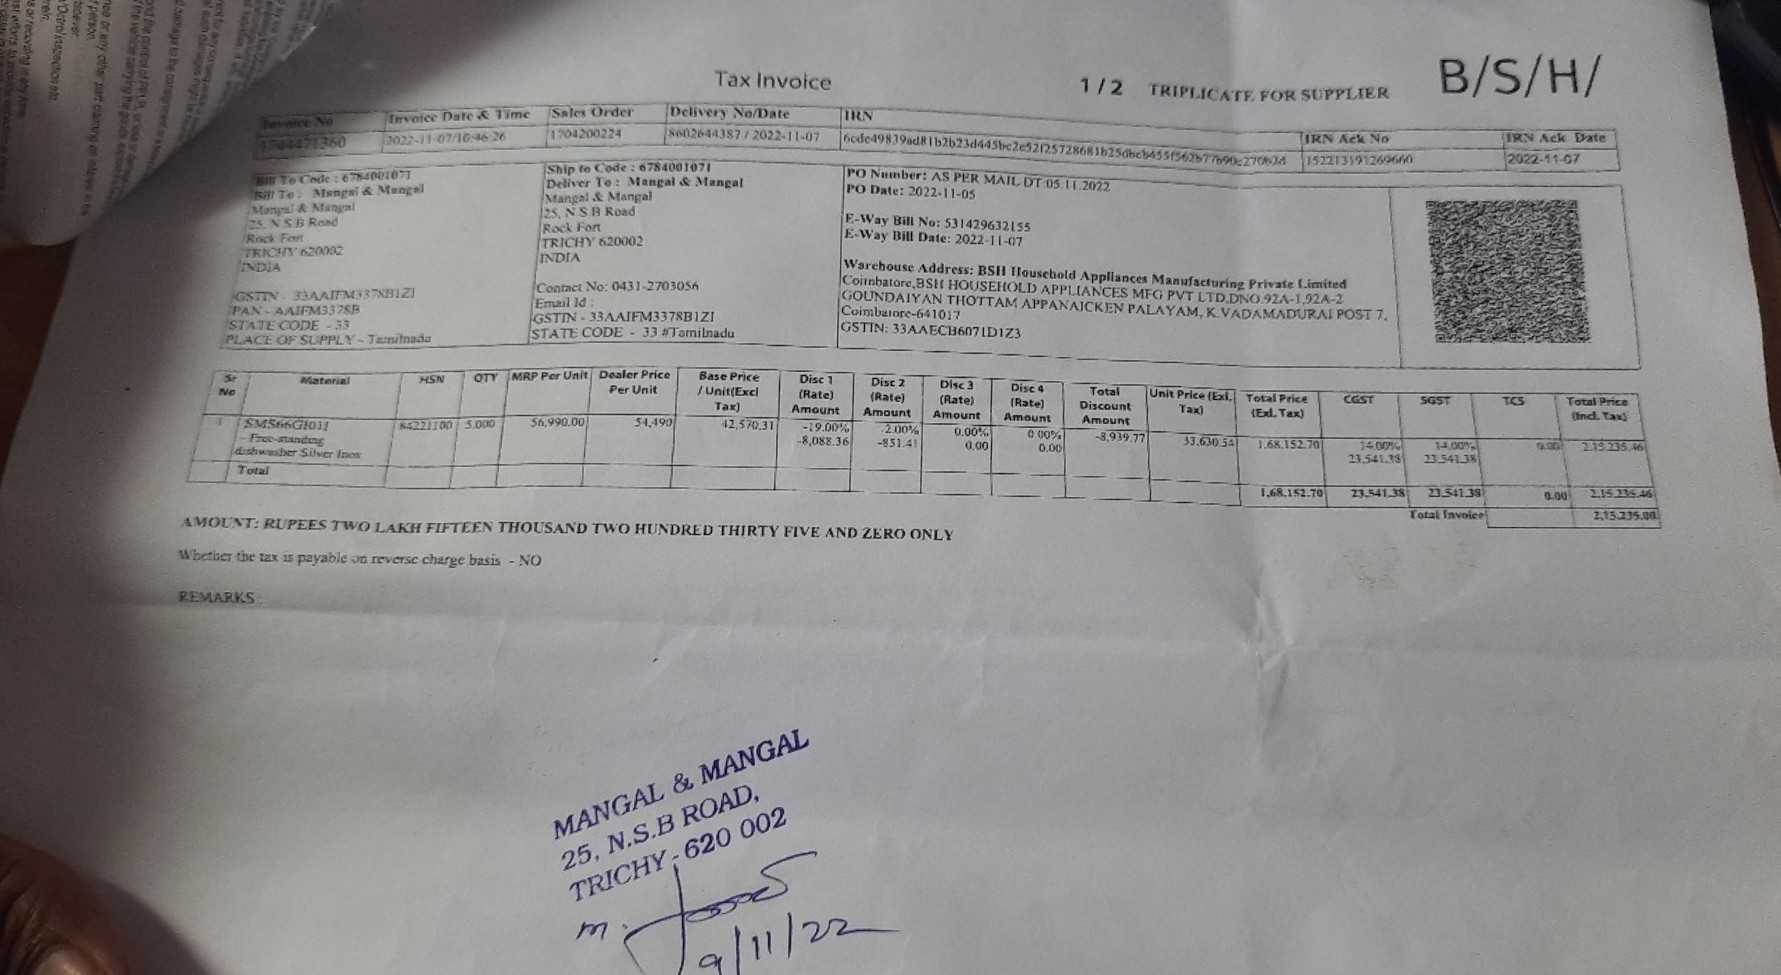 Tax Invoice
1 / 2 TRIPLICATE FOR SUPPLIER
B/S/H/
Invoice No Invoice Date & Time Sales Order Delivery No/Date IRN IRN Ack No IRN Ack Date
1704471360 2022-11-07/10:46:26 1704200224 8602644387 / 2022-11-07 152213191269660 2022-11-07
Bill To Code : 6784001071
Bill To : Mangal & Mangal
Mangal & Mangal
25, N S B Road
Rock Fort
TRICHY 620002
INDIA
GSTIN - 33AAIFM3378B1ZI
PAN - AAIFM3378B
STATE CODE - 33
PLACE OF SUPPLY - Tamilnadu
Ship to Code : 6784001071
Deliver To : Mangal & Mangal
Mangal & Mangal
25, N S B Road
Rock Fort
TRICHY 620002
INDIA
Contact No: 0431-2703056
Email Id :
GSTIN - 33AAIFM3378B1ZI
STATE CODE - 33 #Tamilnadu
PO Number: AS PER MAIL DT:05.11.2022
PO Date: 2022-11-05
E-Way Bill No: 531429632155
E-Way Bill Date: 2022-11-07
Warehouse Address: BSH Household Appliances Manufacturing Private Limited
Coimbatore,BSH HOUSEHOLD APPLIANCES MFG PVT LTD,DNO.92A-1,92A-2
GOUNDAIYAN THOTTAM APPANAICKEN PALAYAM, K.VADAMADURAI POST 7,
Coimbatore-641017
GSTIN: 33AAECB6071D1Z3
Sr No Material HSN QTY MRP Per Unit Dealer Price Per Unit Base Price / Unit(Excl Tax) Disc 1 (Rate) Amount Disc 2 (Rate) Amount Disc 3 (Rate) Amount Disc 4 (Rate) Amount Total Discount Amount Unit Price (Exl. Tax) Total Price (Exl. Tax) CGST SGST TCS Total Price (Incl. Tax)
1 SMS66GI01I 84221100 5.000 56,990.00 54,490 42,570.31 -19.00% -2.00% 0.00% 0.00% -8,939.77 33,630.54 1,68,152.70 14.00% 14.00% 0.00 2,15,235.46
- Free-standing -8,088.36 -851.41 0.00 0.00 23,541.38 23,541.38
dishwasher Silver Inox
Total 1,68,152.70 23,541.38 23,541.38 0.00 2,15,235.46
Total Invoice 2,15,235.00
AMOUNT: RUPEES TWO LAKH FIFTEEN THOUSAND TWO HUNDRED THIRTY FIVE AND ZERO ONLY
Whether the tax is payable on reverse charge basis - NO
REMARKS :
MANGAL & MANGAL
25, N.S.B ROAD,
TRICHY - 620 002
m.
9/11/22